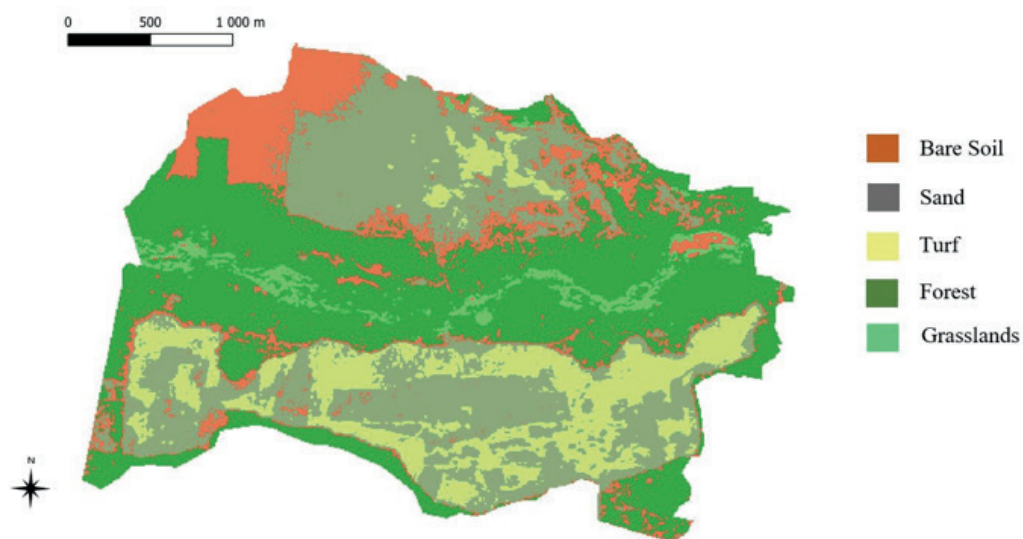 0 500 1 000 m
Bare Soil
Sand
Turf
Forest
Grasslands
N